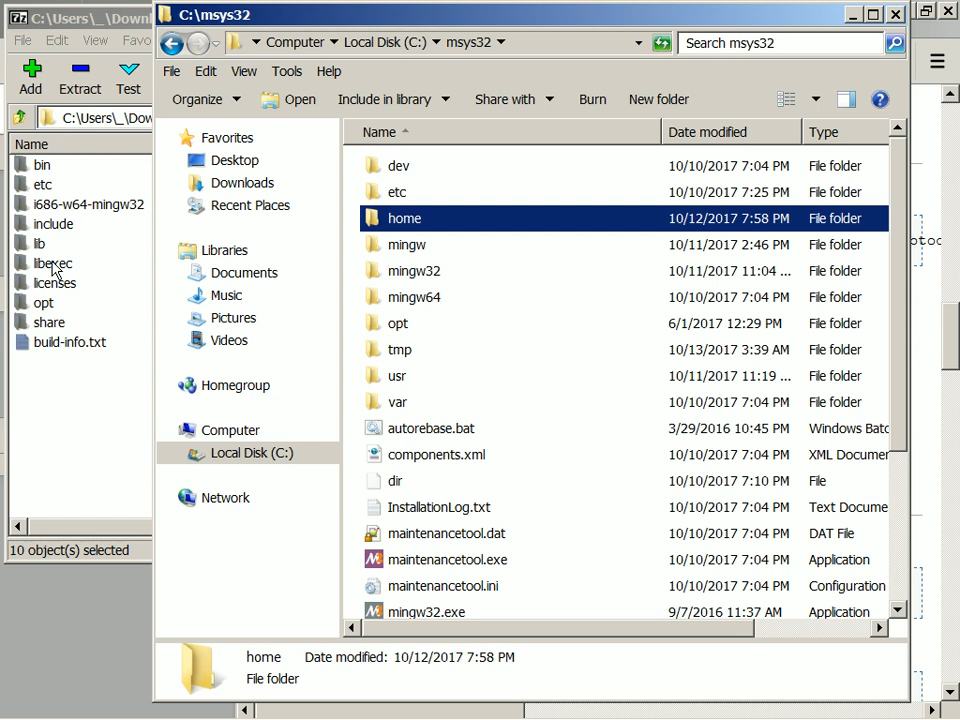 C:\Users\_\Downl
File Edit View Favo
Add Extract Test
C:\Users\_\Dow
Name
bin
etc
i686-w64-mingw32
include
lib
libexec
licenses
opt
share
build-info.txt
10 object(s) selected
C:\msys32
Computer Local Disk (C:) msys32
Search msys32
File Edit View Tools Help
Organize Open Include in library Share with Burn New folder
Favorites
Desktop
Downloads
Recent Places
Libraries
Documents
Music
Pictures
Videos
Homegroup
Computer
Local Disk (C:)
Network
Name Date modified Type
dev 10/10/2017 7:04 PM File folder
etc 10/10/2017 7:25 PM File folder
home 10/12/2017 7:58 PM File folder
mingw 10/11/2017 2:46 PM File folder
mingw32 10/11/2017 11:04 ... File folder
mingw64 10/10/2017 7:04 PM File folder
opt 6/1/2017 12:29 PM File folder
tmp 10/13/2017 3:39 AM File folder
usr 10/11/2017 11:19 ... File folder
var 10/10/2017 7:04 PM File folder
autorebase.bat 3/29/2016 10:45 PM Windows Batc
components.xml 10/10/2017 7:04 PM XML Documen
dir 10/10/2017 7:10 PM File
InstallationLog.txt 10/10/2017 7:04 PM Text Docume
maintenancetool.dat 10/10/2017 7:04 PM DAT File
maintenancetool.exe 10/10/2017 7:04 PM Application
maintenancetool.ini 10/10/2017 7:04 PM Configuration
mingw32.exe 9/7/2016 11:37 AM Application
home Date modified: 10/12/2017 7:58 PM
File folder
otoc